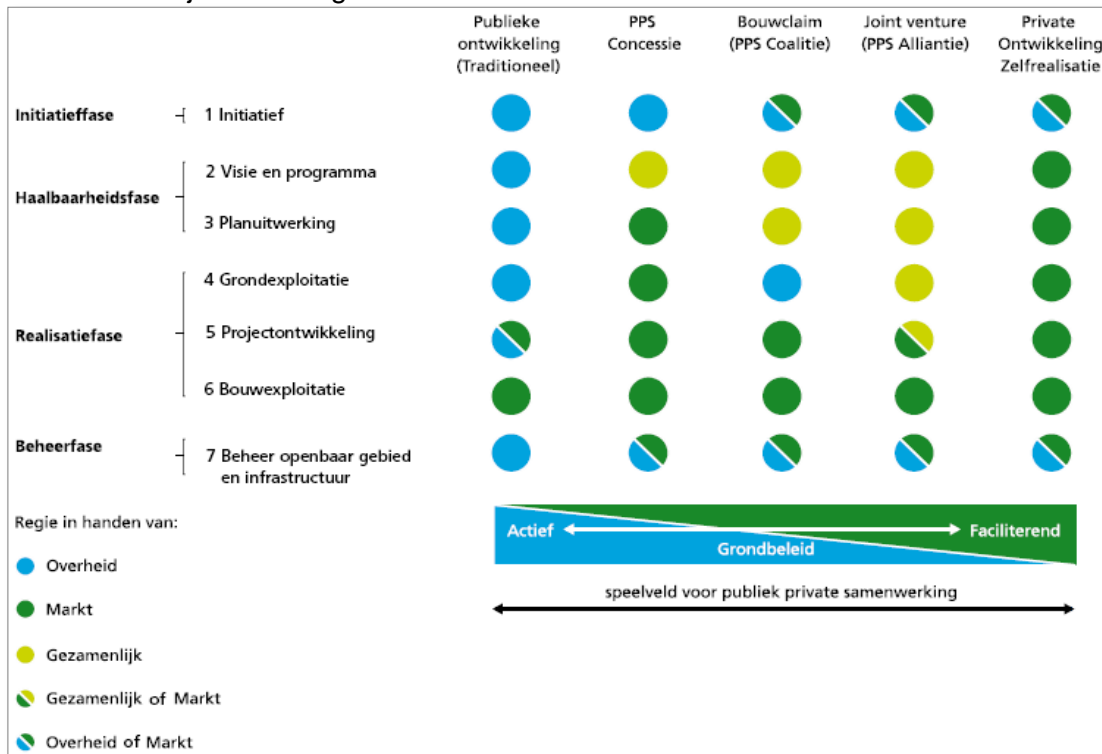 Publieke
ontwikkeling
(Traditioneel)
PPS
Concessie
Bouwclaim
(PPS Coalitie)
Joint venture
(PPS Alliantie)
Private
Ontwikkeling
Zelfrealisatie
Initiatieffase
1 Initiatief
Haalbaarheidsfase
2 Visie en programma
3 Planuitwerking
Realisatiefase
4 Grondexploitatie
5 Projectontwikkeling
6 Bouwexploitatie
Beheerfase
7 Beheer openbaar gebied
en infrastructuur
Regie in handen van:
Overheid
Markt
Gezamenlijk
Gezamenlijk of Markt
Overheid of Markt
Actief
Faciliterend
Grondbeleid
speelveld voor publiek private samenwerking